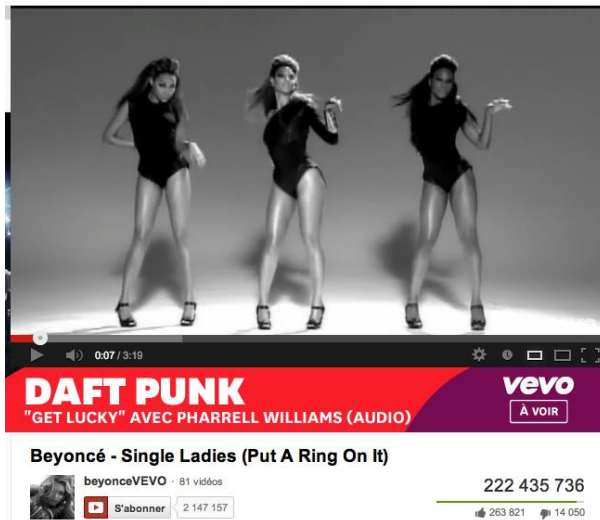 0:07 / 3:19
DAFT PUNK
"GET LUCKY" AVEC PHARRELL WILLIAMS (AUDIO)
vevo
À VOIR
Beyoncé - Single Ladies (Put A Ring On It)
beyonceVEVO · 81 vidéos
S'abonner 2 147 157
222 435 736
263 821 14 050